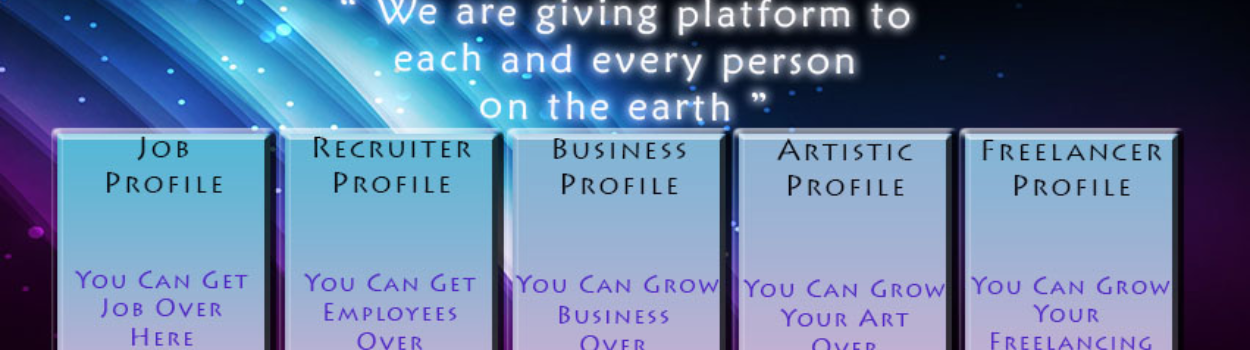 “ We are giving platform to
each and every person
on the earth ”
Job
Profile
You Can Get
Job Over
Here
Recruiter
Profile
You Can Get
Employees
Over
Business
Profile
You Can Grow
Business
Over
Artistic
Profile
You Can Grow
Your Art
Over
Freelancer
Profile
You Can Grow
Your
Freelancing